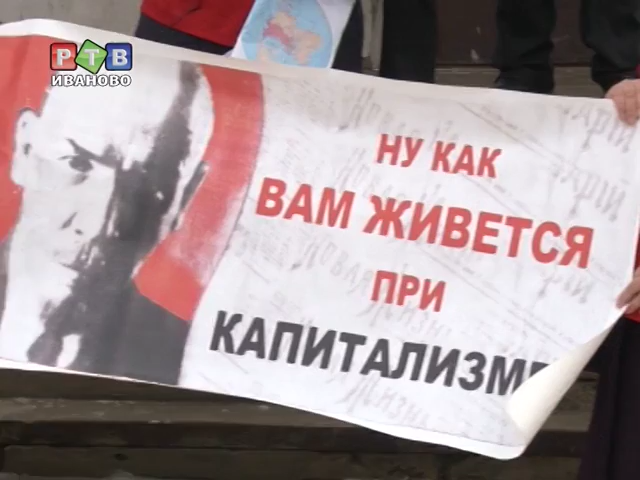 РТВ
ИВАНОВО
НУ КАК
ВАМ ЖИВЕТСЯ
ПРИ
КАПИТАЛИЗМЕ